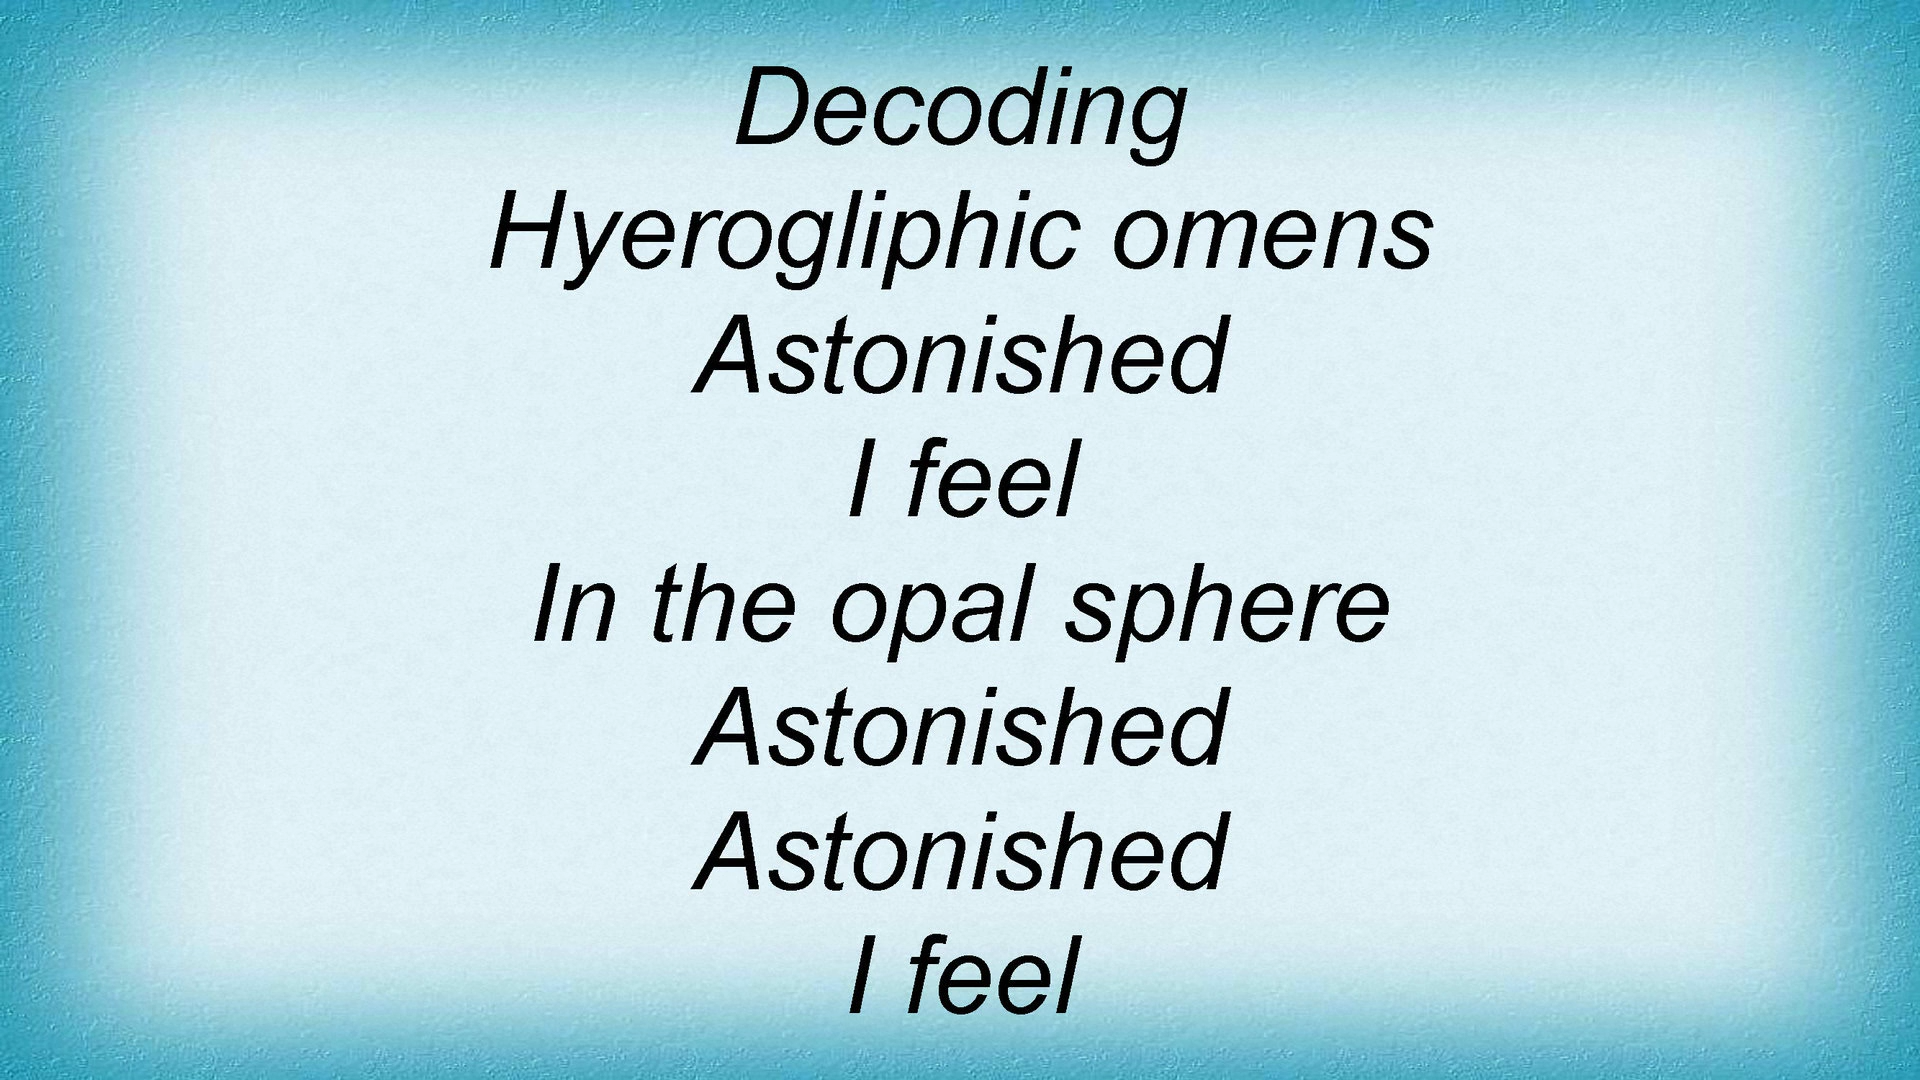 Decoding
Hyerogliphic omens
Astonished
I feel
In the opal sphere
Astonished
Astonished
I feel